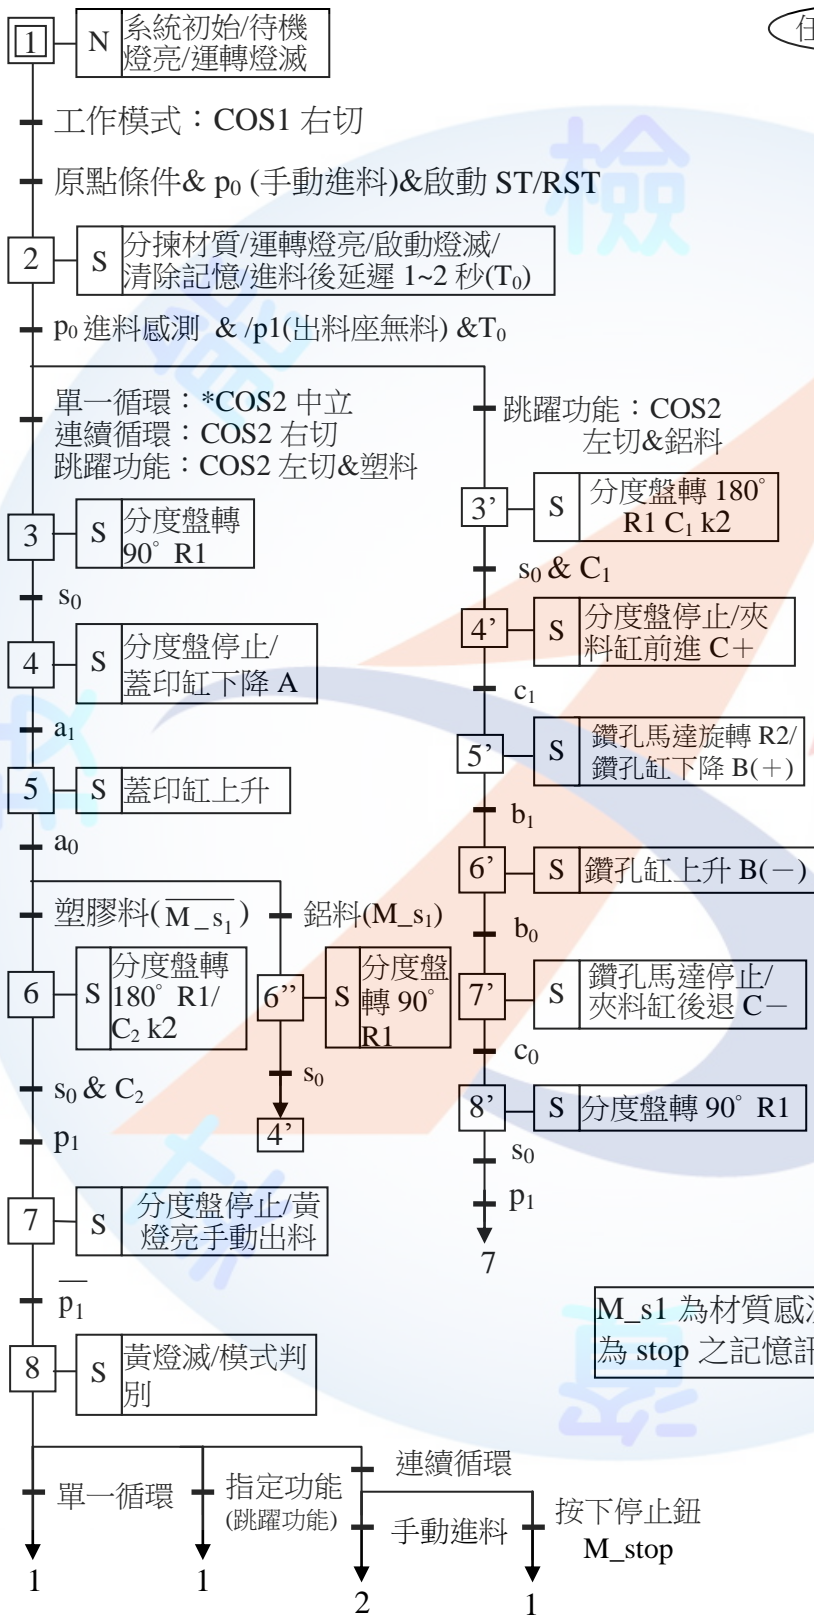 1
N
系統初始/待機
燈亮/運轉燈滅
任
工作模式：COS1 右切
原點條件& p₀ (手動進料)&啟動 ST/RST
2
S
分揀材質/運轉燈亮/啟動燈滅/
清除記憶/進料後延遲 1~2 秒(T₀)
p₀ 進料感測 & /p1(出料座無料) &T₀
單一循環：*COS2 中立
連續循環：COS2 右切
跳躍功能：COS2 左切&塑料
跳躍功能：COS2
左切&鋁料
3
S
分度盤轉
90° R1
3’
S
分度盤轉 180°
R1 C₁ k2
s₀
s₀ & C₁
4
S
分度盤停止/
蓋印缸下降 A
4’
S
分度盤停止/夾
料缸前進 C＋
a₁
c₁
5
S
蓋印缸上升
5’
S
鑽孔馬達旋轉 R2/
鑽孔缸下降 B(＋)
a₀
b₁
6’
S
鑽孔缸上升 B(－)
塑膠料(M_s̅₁)
鋁料(M_s₁)
b₀
6
S
分度盤轉
180° R1/
C₂ k2
6’’
S
分度盤
轉 90°
R1
7’
S
鑽孔馬達停止/
夾料缸後退 C－
s₀
c₀
s₀ & C₂
4’
8’
S
分度盤轉 90° R1
p₁
s₀
p₁
7
S
分度盤停止/黃
燈亮手動出料
7
p̅₁
M_s1 為材質感
為 stop 之記憶訊
8
S
黃燈滅/模式判
別
單一循環
指定功能
(跳躍功能)
連續循環
手動進料
按下停止鈕
M_stop
1
1
2
1